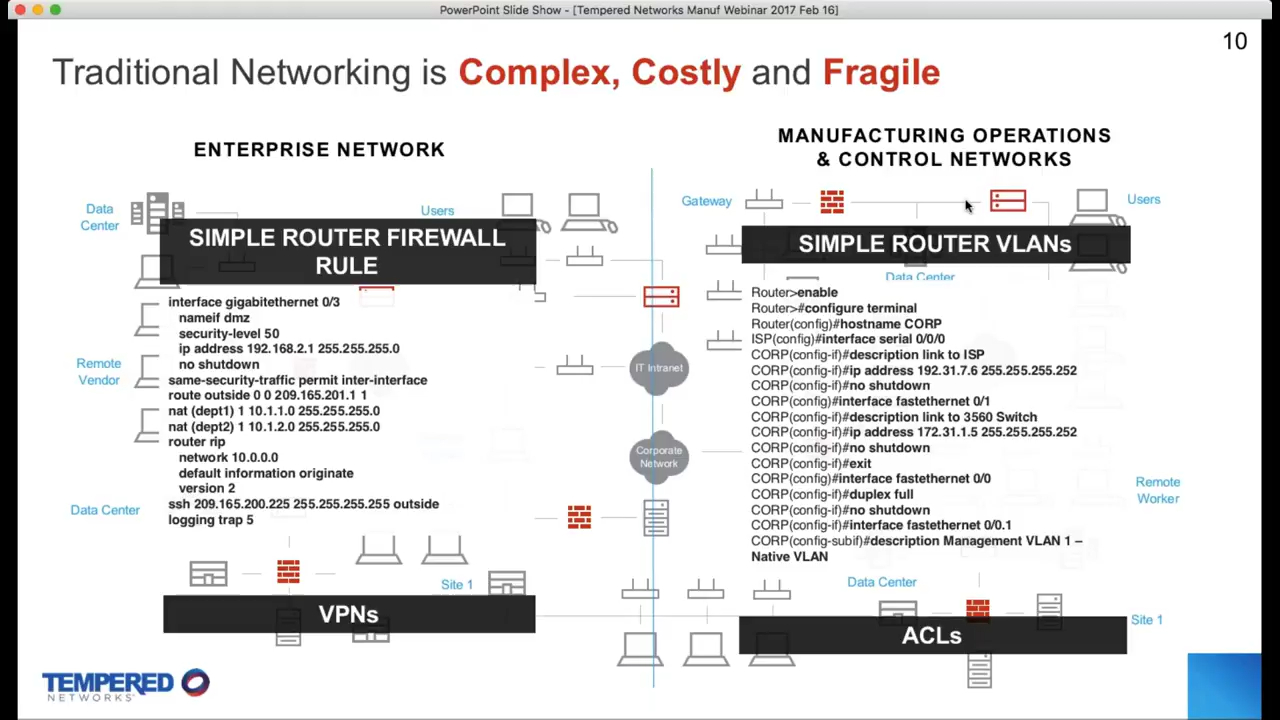 PowerPoint Slide Show - [Tempered Networks Manuf Webinar 2017 Feb 16]
10
Traditional Networking is Complex, Costly and Fragile
ENTERPRISE NETWORK
Data
Center
Users
SIMPLE ROUTER FIREWALL
RULE
interface gigabitethernet 0/3
nameif dmz
security-level 50
ip address 192.168.2.1 255.255.255.0
no shutdown
same-security-traffic permit inter-interface
route outside 0 0 209.165.201.1 1
nat (dept1) 1 10.1.1.0 255.255.255.0
nat (dept2) 1 10.1.2.0 255.255.255.0
router rip
network 10.0.0.0
default information originate
version 2
ssh 209.165.200.225 255.255.255.255 outside
logging trap 5
Remote
Vendor
Data Center
Site 1
VPNs
IT Intranet
Corporate
Network
MANUFACTURING OPERATIONS
& CONTROL NETWORKS
Gateway
Users
SIMPLE ROUTER VLANs
Data Center
Router>enable
Router>#configure terminal
Router(config)#hostname CORP
ISP(config)#interface serial 0/0/0
CORP(config-if)#description link to ISP
CORP(config-if)#ip address 192.31.7.6 255.255.255.252
CORP(config-if)#no shutdown
CORP(config-if)#interface fastethernet 0/1
CORP(config-if)#description link to 3560 Switch
CORP(config-if)#ip address 172.31.1.5 255.255.255.252
CORP(config-if)#no shutdown
CORP(config-if)#exit
CORP(config-if)#interface fastethernet 0/0
CORP(config-if)#duplex full
CORP(config-if)#no shutdown
CORP(config-if)#interface fastethernet 0/0.1
CORP(config-subif)#description Management VLAN 1 –
Native VLAN
Remote
Worker
Data Center
Site 1
ACLs
TEMPERED
NETWORKS